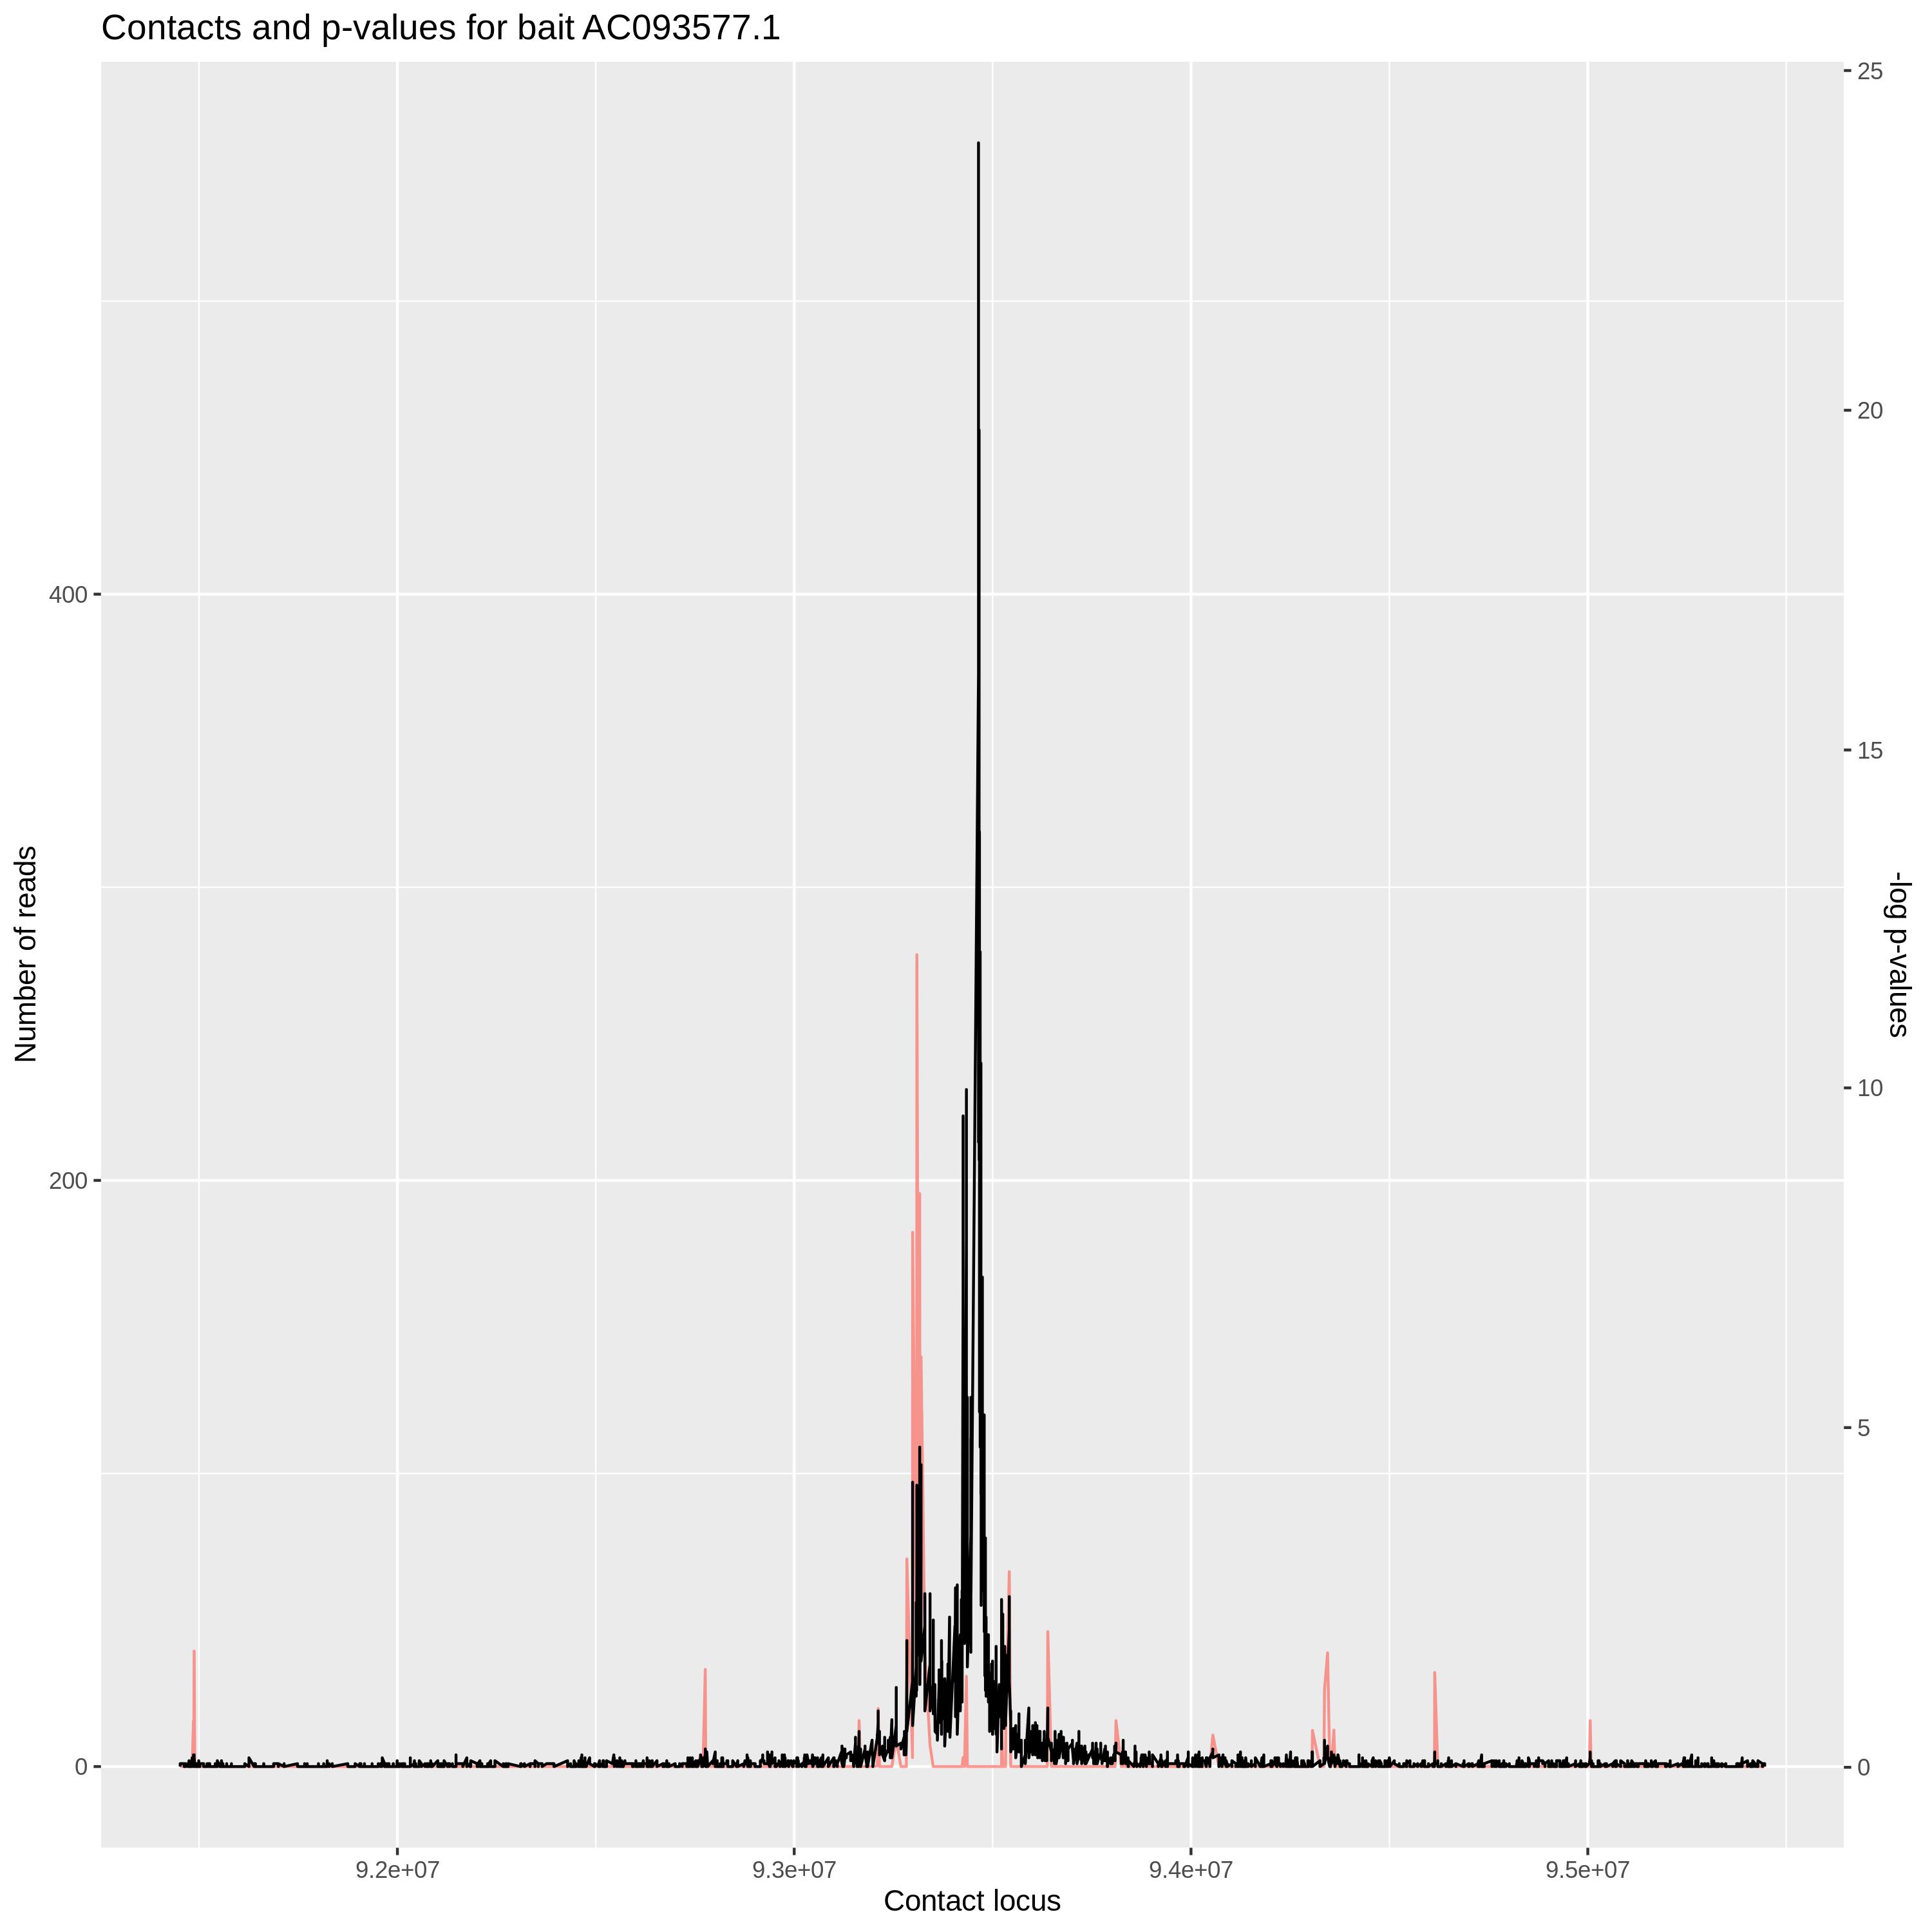 Contacts and p-values for bait AC093577.1
25
20
400
15
Number of reads
-log p-values
10
200
5
0
0
9.2e+07
9.3e+07
9.4e+07
9.5e+07
Contact locus